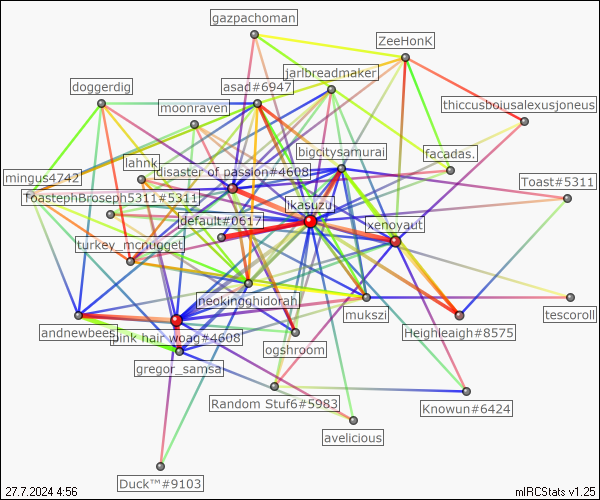 gazpachoman
ZeeHonK
jarlbreadmaker
asad#6947
doggerdig
thiccusboiusalexusjoneus
moonraven
bigcitysamurai
facadas.
lahnk
disaster of passion#4608
mingus4742
Toast#5311
ToastephBroseph5311#5311
ikasuzu
default#0617
jxenoyaut
turkey_mcnugget
jneokingghidorah
mukszi
tescoroll
andnewbees
pink hair woag#4608
Heighleaigh#8575
ogshroom
gregor_samsa
Random Stuf6#5983
Knowun#6424
avelicious
Duck™#9103
27.7.2024 4:56
mIRCStats v1.25